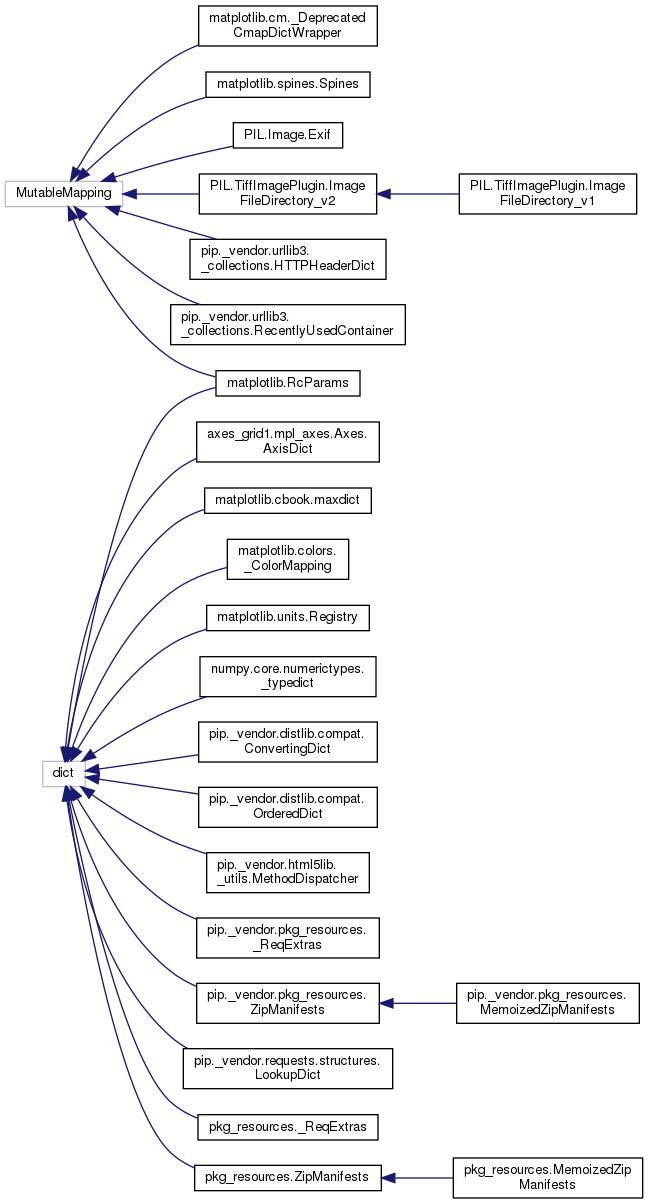 matplotlib.cm._Deprecated
CmapDictWrapper
matplotlib.spines.Spines
PIL.Image.Exif
MutableMapping
PIL.TiffImagePlugin.Image
FileDirectory_v2
PIL.TiffImagePlugin.Image
FileDirectory_v1
pip._vendor.urllib3.
_collections.HTTPHeaderDict
pip._vendor.urllib3.
_collections.RecentlyUsedContainer
matplotlib.RcParams
axes_grid1.mpl_axes.Axes.
AxisDict
matplotlib.cbook.maxdict
matplotlib.colors.
_ColorMapping
matplotlib.units.Registry
numpy.core.numerictypes.
_typedict
pip._vendor.distlib.compat.
ConvertingDict
dict
pip._vendor.distlib.compat.
OrderedDict
pip._vendor.html5lib.
_utils.MethodDispatcher
pip._vendor.pkg_resources.
_ReqExtras
pip._vendor.pkg_resources.
ZipManifests
pip._vendor.pkg_resources.
MemoizedZipManifests
pip._vendor.requests.structures.
LookupDict
pkg_resources._ReqExtras
pkg_resources.ZipManifests
pkg_resources.MemoizedZip
Manifests